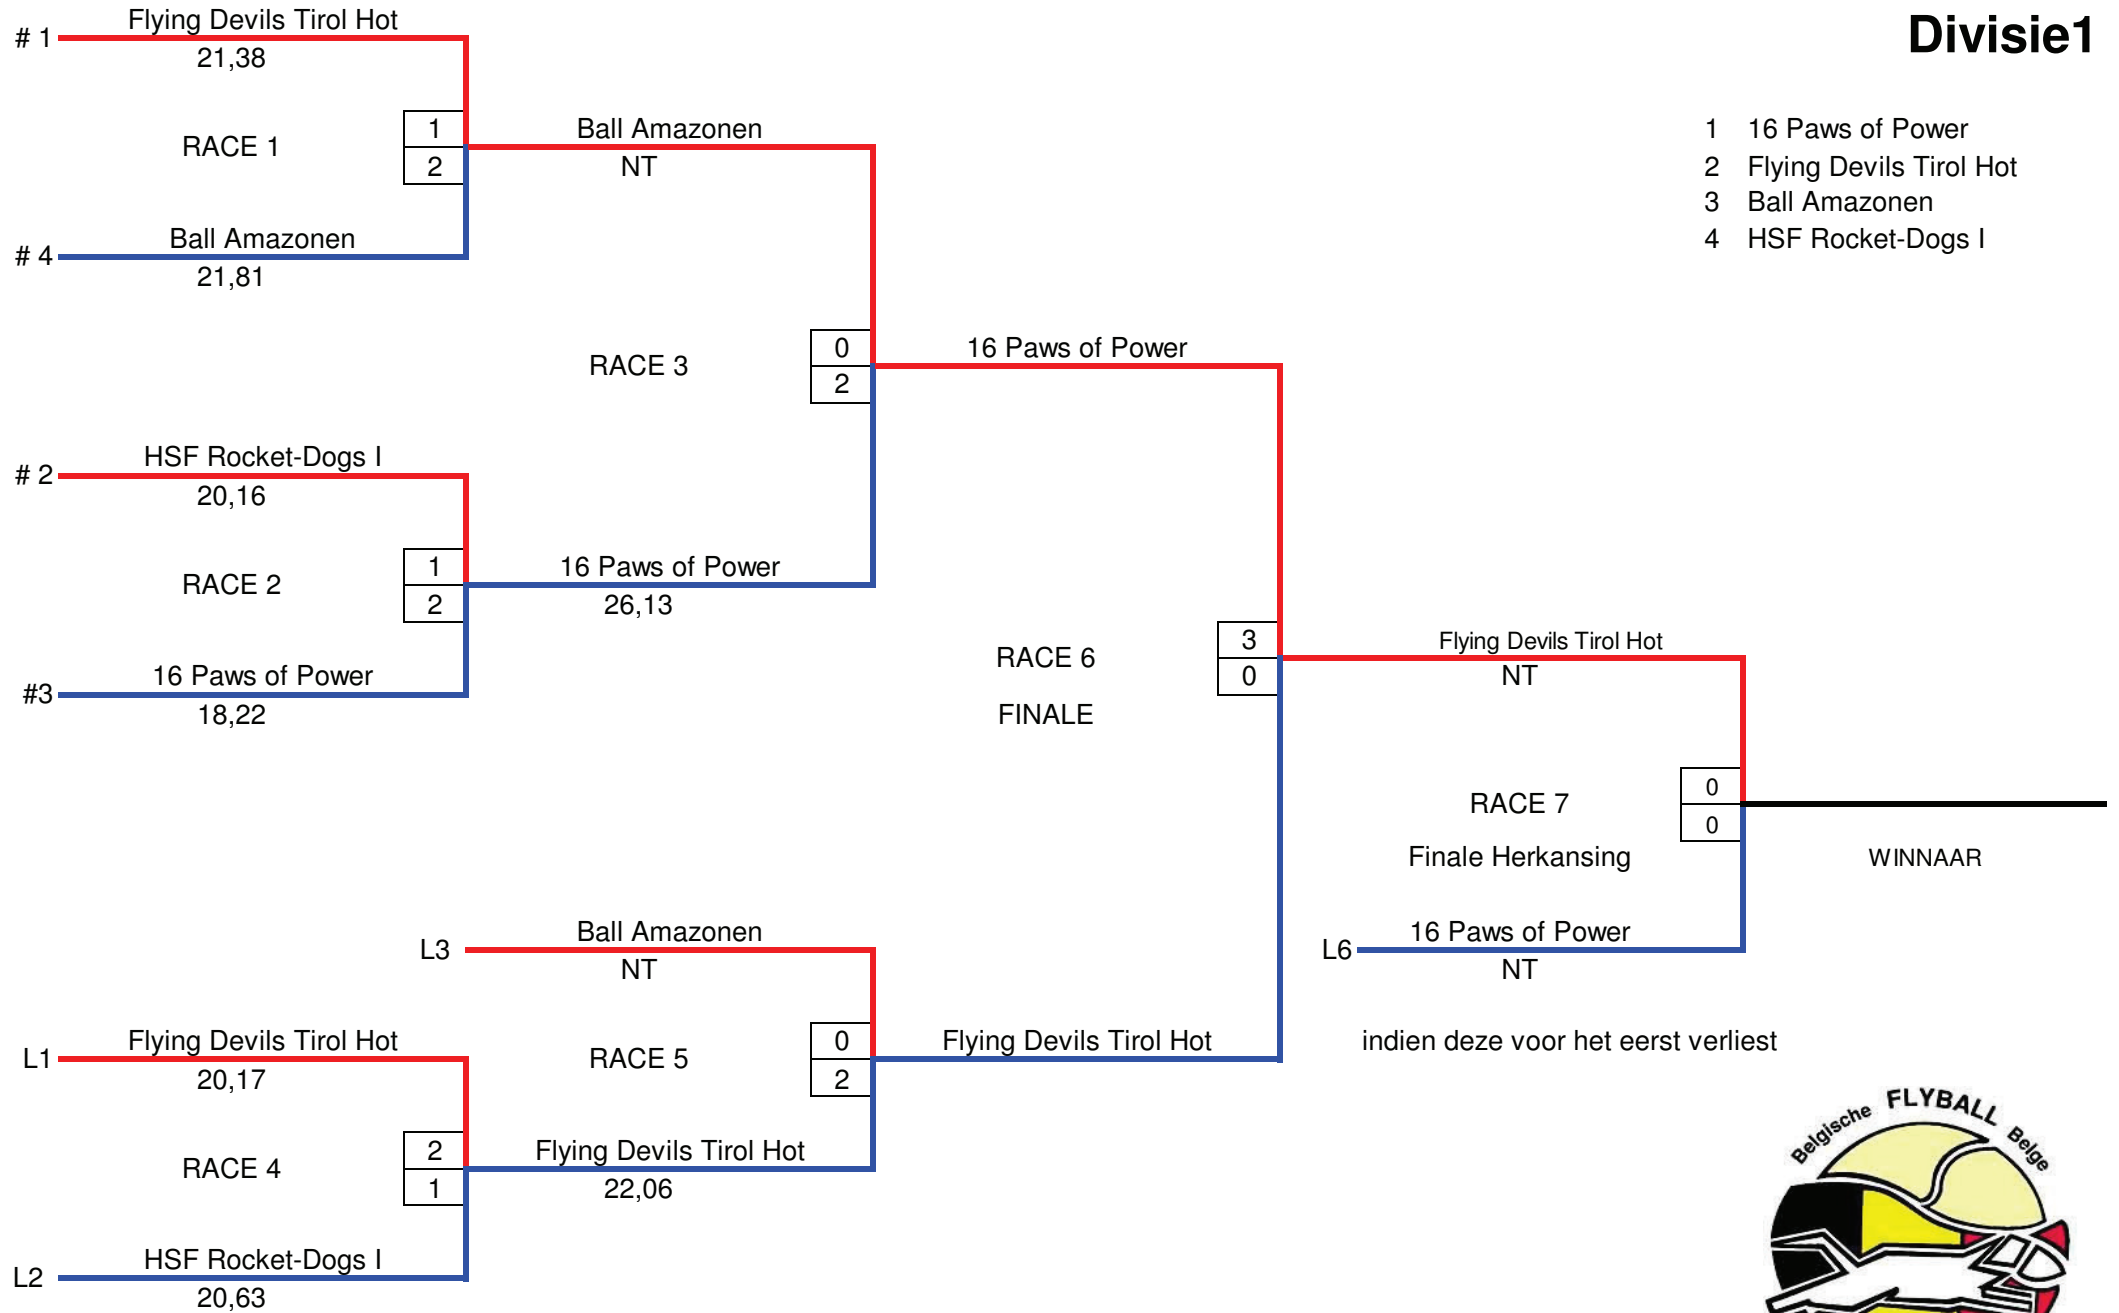 Divisie1
1 16 Paws of Power
2 Flying Devils Tirol Hot
3 Ball Amazonen
4 HSF Rocket-Dogs I
# 1
Flying Devils Tirol Hot
21,38
RACE 1
1
2
# 4
Ball Amazonen
21,81
Ball Amazonen
NT
RACE 3
0
2
16 Paws of Power
# 2
HSF Rocket-Dogs I
20,16
RACE 2
1
2
16 Paws of Power
26,13
#3
16 Paws of Power
18,22
RACE 6
3
0
FINALE
Flying Devils Tirol Hot
NT
RACE 7
0
0
Finale Herkansing
WINNAAR
L6
16 Paws of Power
NT
indien deze voor het eerst verliest
L3
Ball Amazonen
NT
RACE 5
0
2
Flying Devils Tirol Hot
L1
Flying Devils Tirol Hot
20,17
RACE 4
2
1
Flying Devils Tirol Hot
22,06
L2
HSF Rocket-Dogs I
20,63
Belgische FLYBALL Belge